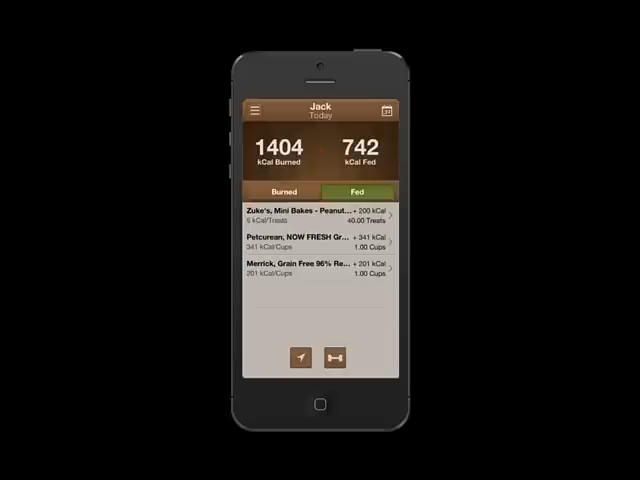 Jack
Today
1404 742
kCal Burned kCal Fed
Burned Fed
Zuke's, Mini Bakes - Peanut... + 200 kCal
5 kCal/Treats 40.00 Treats
Petcurean, NOW FRESH Gr... + 341 kCal
341 kCal/Cups 1.00 Cups
Merrick, Grain Free 96% Re... + 201 kCal
201 kCal/Cups 1.00 Cups